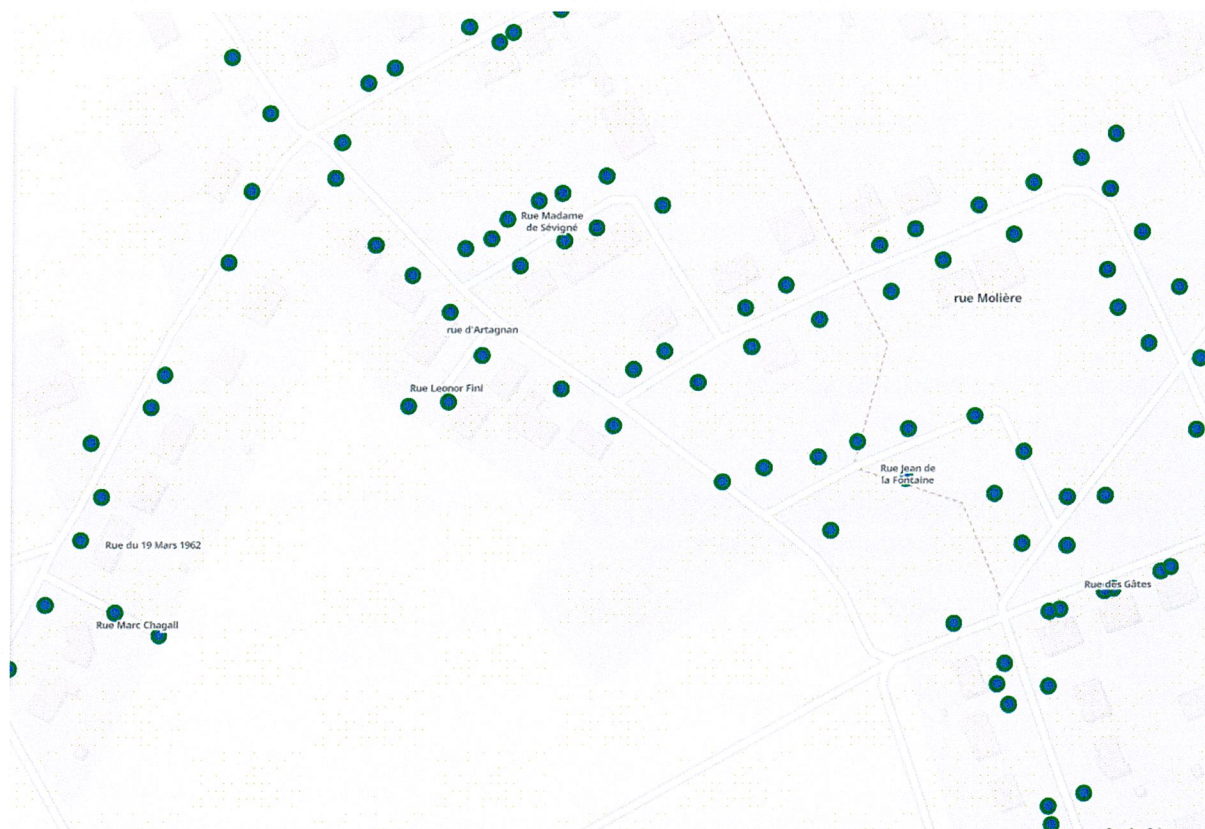 Rue Madame
de Sévigné
rue Molière
rue d'Artagnan
Rue Leonor Fini
Rue Jean de
la Fontaine
Rue du 19 Mars 1962
Rue des Gâtes
Rue Marc Chagall